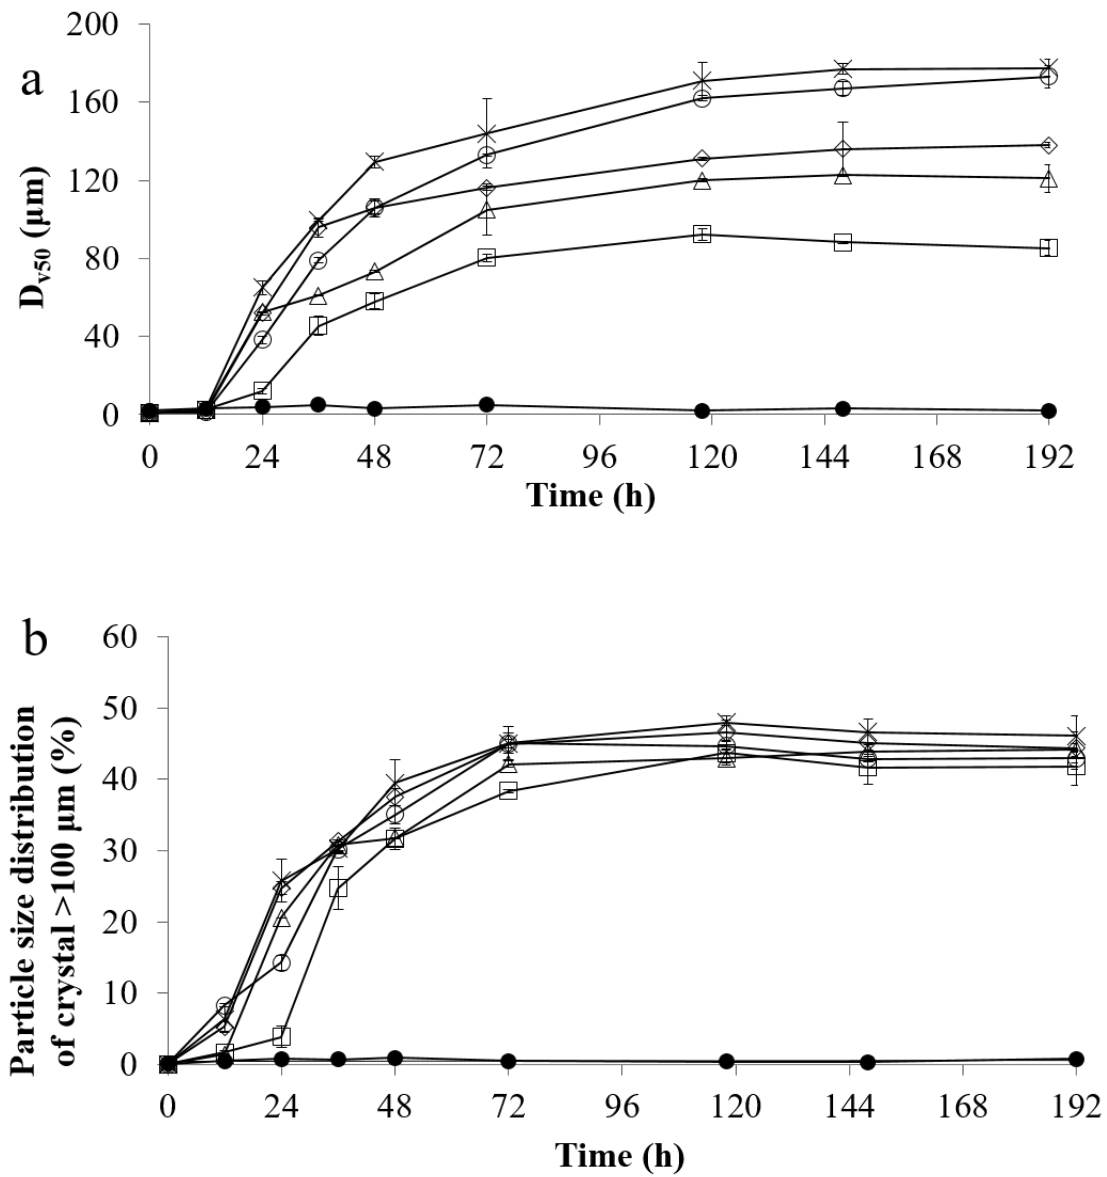 a
200
160
120
80
40
0
Dv50 (µm)
0 24 48 72 96 120 144 168 192
Time (h)
b
60
50
40
30
20
10
0
Particle size distribution
of crystal >100 µm (%)
0 24 48 72 96 120 144 168 192
Time (h)